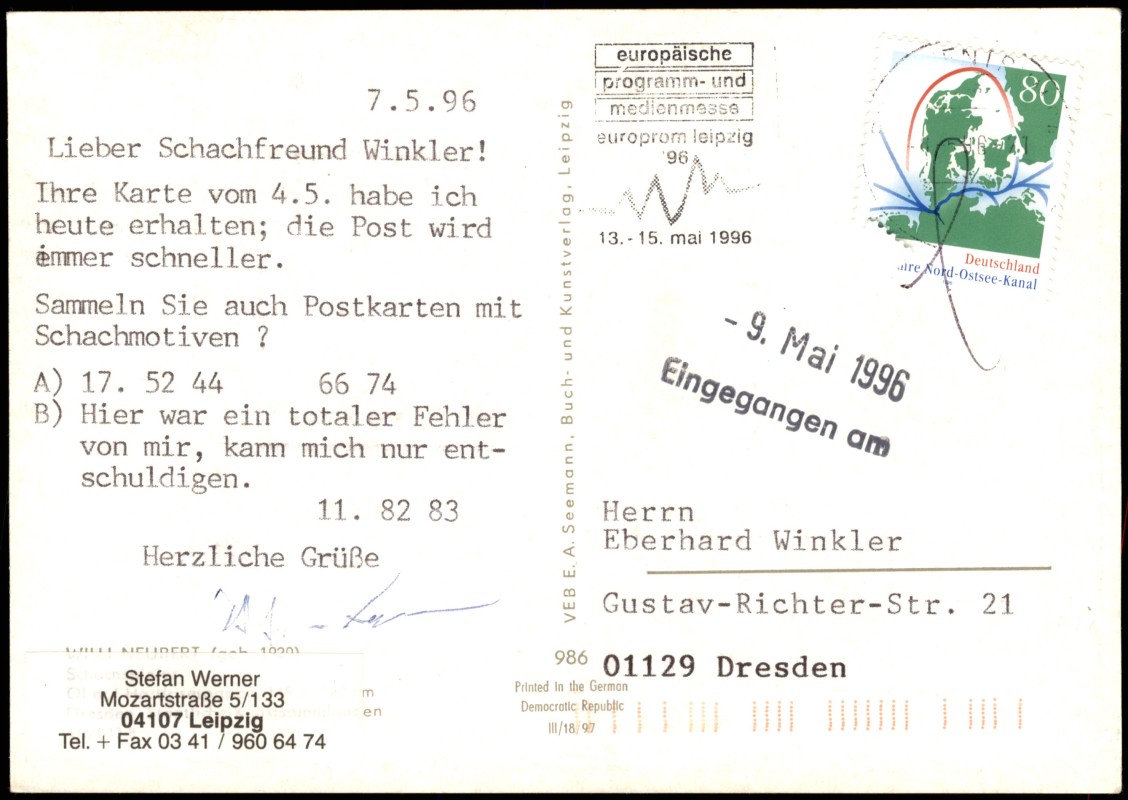 7.5.96
Lieber Schachfreund Winkler!
Ihre Karte vom 4.5. habe ich
heute erhalten; die Post wird
immer schneller.
Sammeln Sie auch Postkarten mit
Schachmotiven ?
A) 17. 52 44 66 74
B) Hier war ein totaler Fehler
von mir, kann mich nur ent-
schuldigen.
11. 82 83
Herzliche Grüße
WILLI NEUBERT (geb. 1920)
Stefan Werner
Mozartstraße 5/133
04107 Leipzig
Tel. + Fax 03 41 / 960 64 74
VEB E. A. Seemann, Buch- und Kunstverlag, Leipzig
986
Printed in the German
Democratic Republic
III/18/97
europäische
programm- und
medienmesse
europrom leipzig
'96
13.-15. mai 1996
80
Deutschland
Nord-Ostsee-Kanal
- 9. Mai 1996
Eingegangen am
Herrn
Eberhard Winkler
Gustav-Richter-Str. 21
01129 Dresden